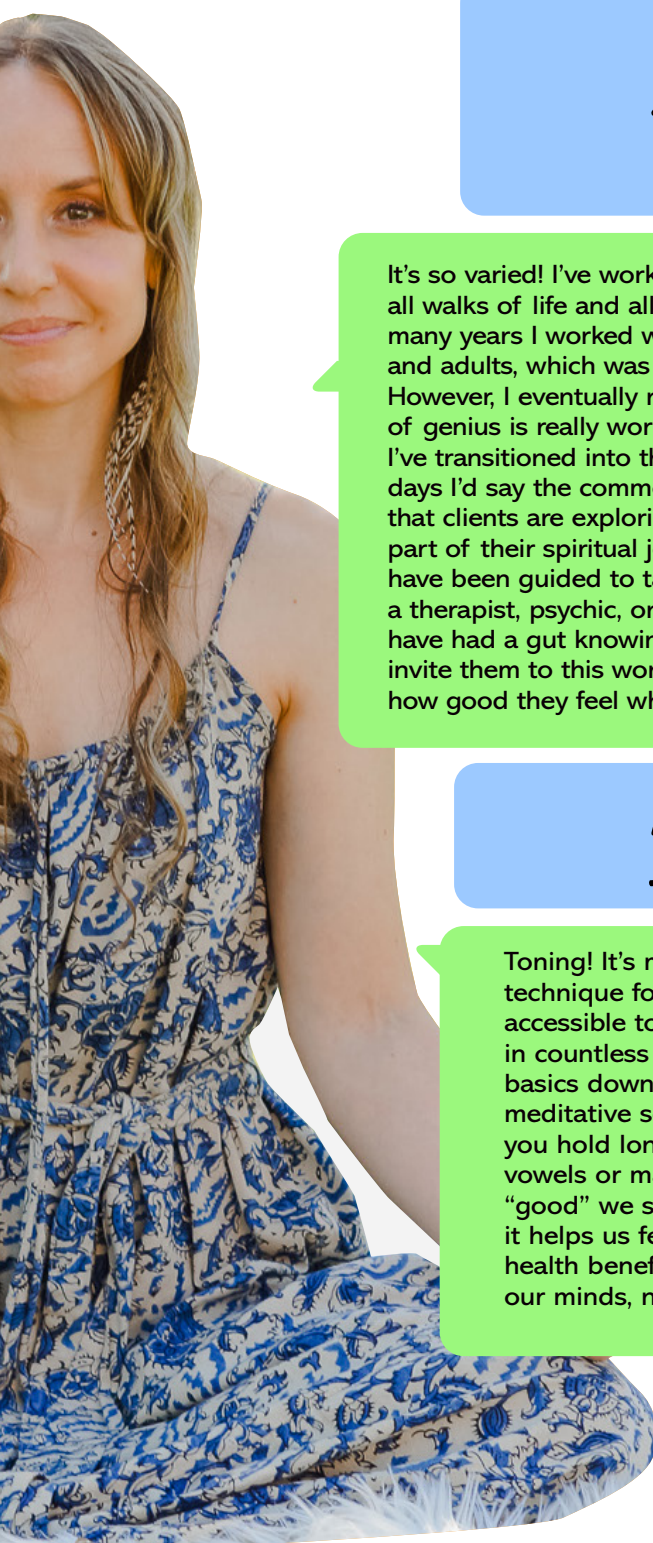 It’s so varied! I’ve work
all walks of life and all
many years I worked w
and adults, which was
However, I eventually r
of genius is really wor
I’ve transitioned into th
days I’d say the comm
that clients are explori
part of their spiritual j
have been guided to ta
a therapist, psychic, or
have had a gut knowin
invite them to this wor
how good they feel wh
Toning! It’s
technique fo
accessible to
in countless
basics down
meditative s
you hold lon
vowels or m
“good” we s
it helps us fe
health benef
our minds, n